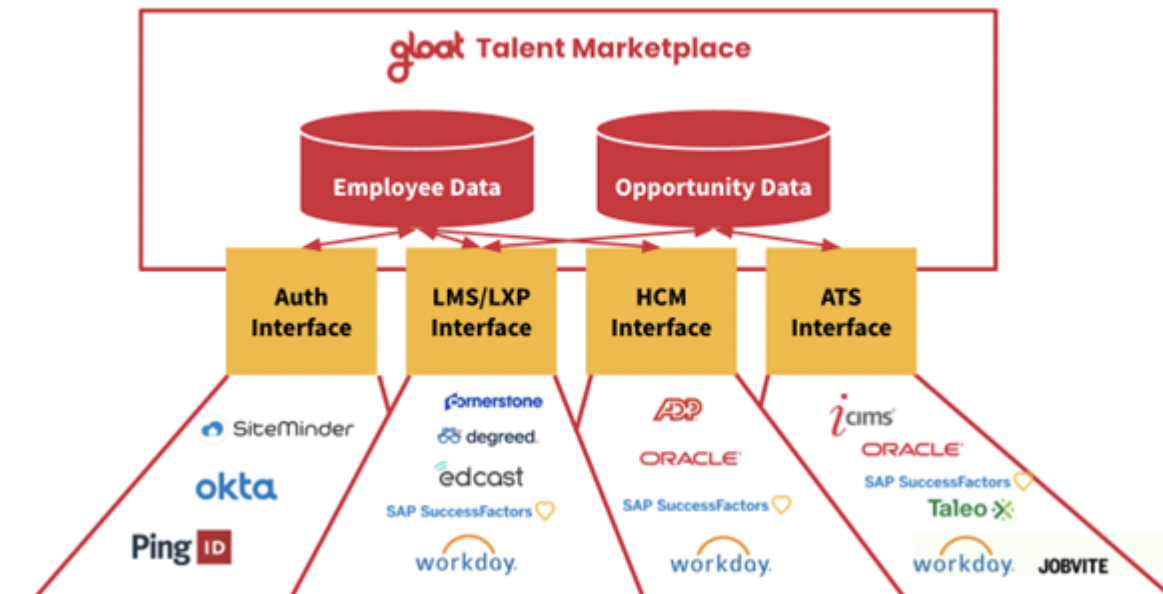 gloat Talent Marketplace
Employee Data
Opportunity Data
Auth
Interface
LMS/LXP
Interface
HCM
Interface
ATS
Interface
SiteMinder
okta
Ping ID
cornerstone
degreed.
edcast
SAP SuccessFactors
workday.
ADP
ORACLE
SAP SuccessFactors
workday.
icims
ORACLE
SAP SuccessFactors
Taleo
workday.
JOBVITE